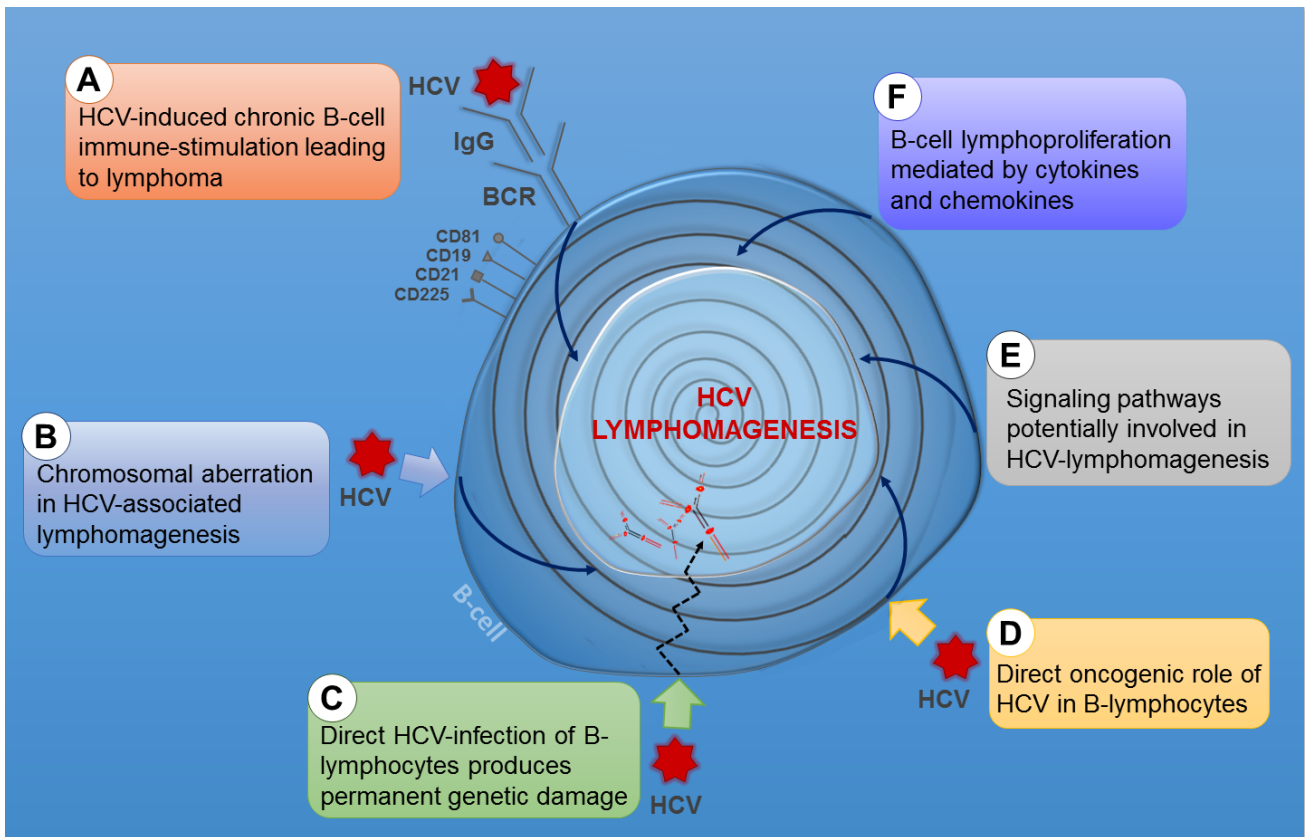 A
HCV-induced chronic B-cell
immune-stimulation leading
to lymphoma
HCV
IgG
BCR
CD81
CD19
CD21
CD225
F
B-cell lymphoproliferation
mediated by cytokines
and chemokines
E
Signaling pathways
potentially involved in
HCV-lymphomagenesis
HCV
LYMPHOMAGENESIS
B
Chromosomal aberration
in HCV-associated
lymphomagenesis
HCV
B-cell
D
Direct oncogenic role of
HCV in B-lymphocytes
HCV
C
Direct HCV-infection of B-
lymphocytes produces
permanent genetic damage
HCV